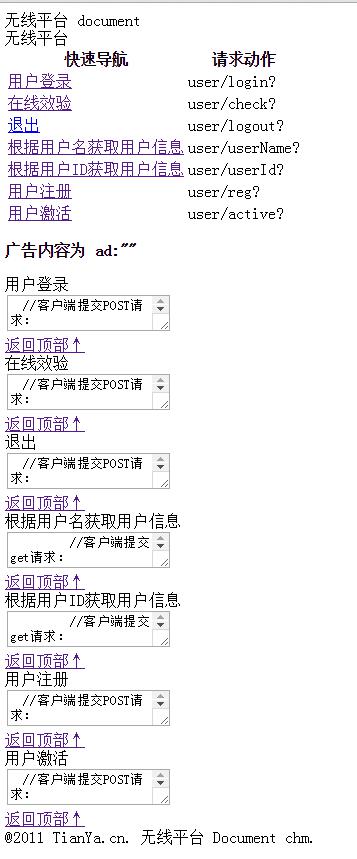 无线平台 document
无线平台
快速导航 请求动作
用户登录 user/login?
在线效验 user/check?
退出 user/logout?
根据用户名获取用户信息 user/userName?
根据用户ID获取用户信息 user/userId?
用户注册 user/reg?
用户激活 user/active?
广告内容为 ad:""
用户登录
//客户端提交POST请
求:
返回顶部↑
在线效验
//客户端提交POST请
求:
返回顶部↑
退出
//客户端提交POST请
求:
返回顶部↑
根据用户名获取用户信息
//客户端提交
get请求:
返回顶部↑
根据用户ID获取用户信息
//客户端提交
get请求:
返回顶部↑
用户注册
//客户端提交POST请
求:
返回顶部↑
用户激活
//客户端提交POST请
求:
返回顶部↑
@2011 TianYa.cn. 无线平台 Document chm.